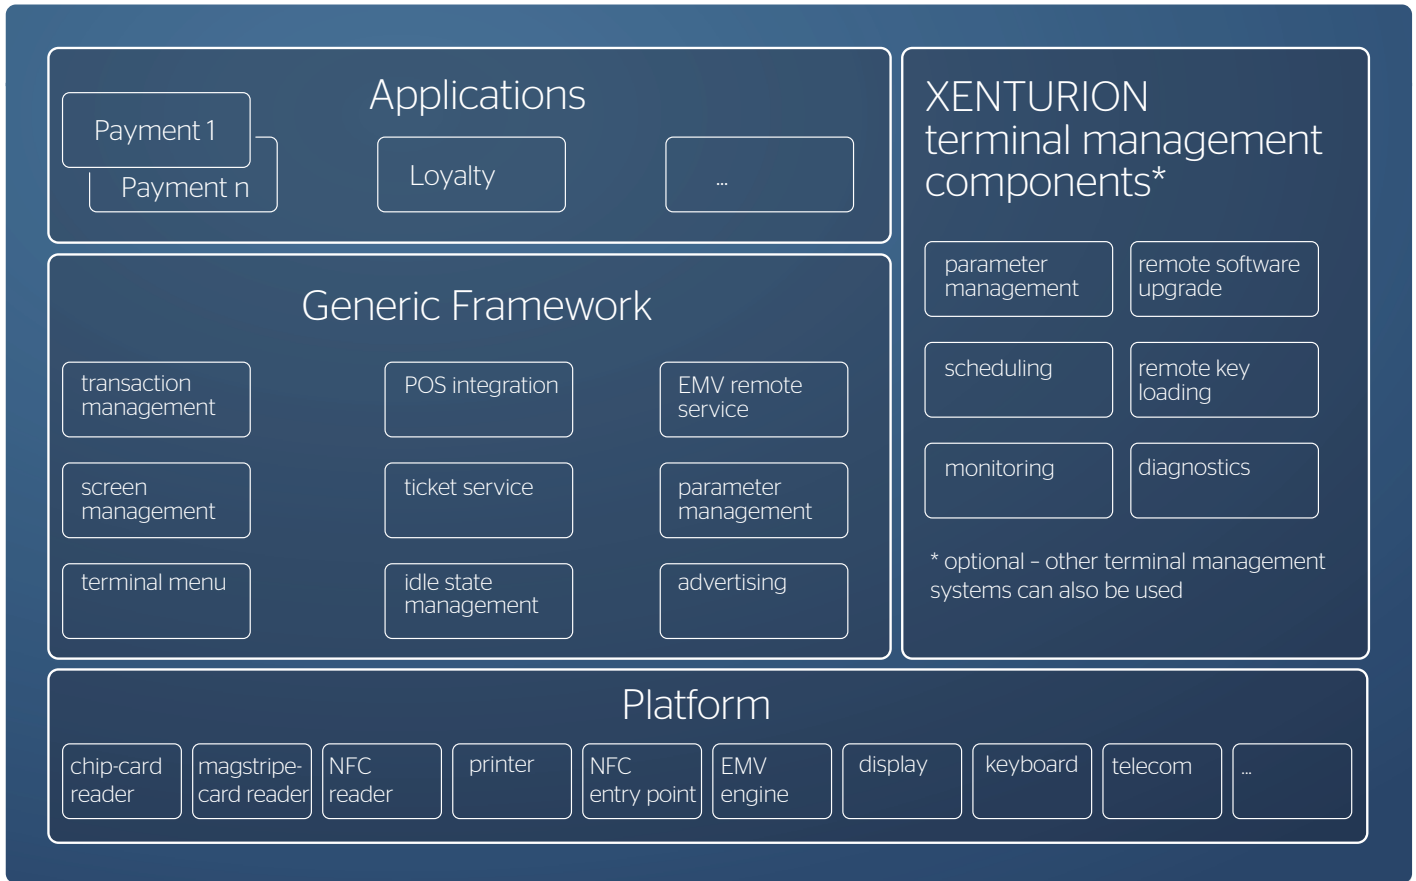 Applications
Payment 1
Payment n
Loyalty
...
Generic Framework
transaction
management
POS integration
EMV remote
service
screen
management
ticket service
parameter
management
terminal menu
idle state
management
advertising
XENTURION
terminal management
components*
parameter
management
remote software
upgrade
scheduling
remote key
loading
monitoring
diagnostics
* optional – other terminal management
systems can also be used
Platform
chip-card
reader
magstripe-
card reader
NFC
reader
printer
NFC
entry point
EMV
engine
display
keyboard
telecom
...